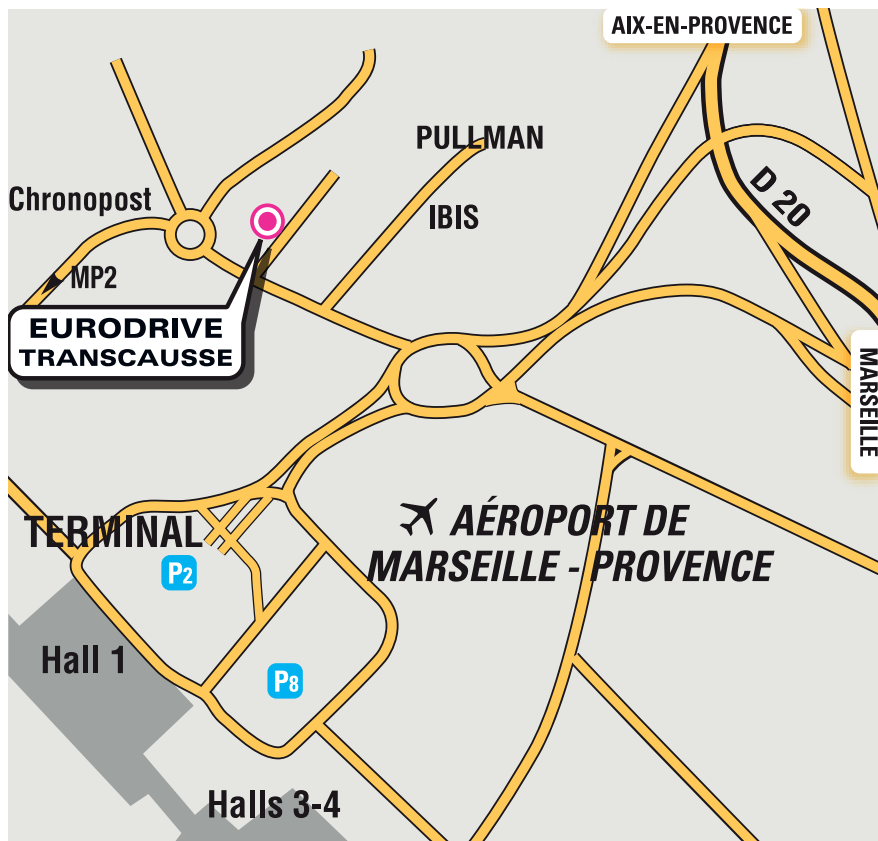 AIX-EN-PROVENCE
PULLMAN
D 20
Chronopost
IBIS
MP2
EURODRIVE
TRANSCAUSSE
MARSEILLE
TERMINAL
AÉROPORT DE
MARSEILLE - PROVENCE
P2
Hall 1
P8
Halls 3-4